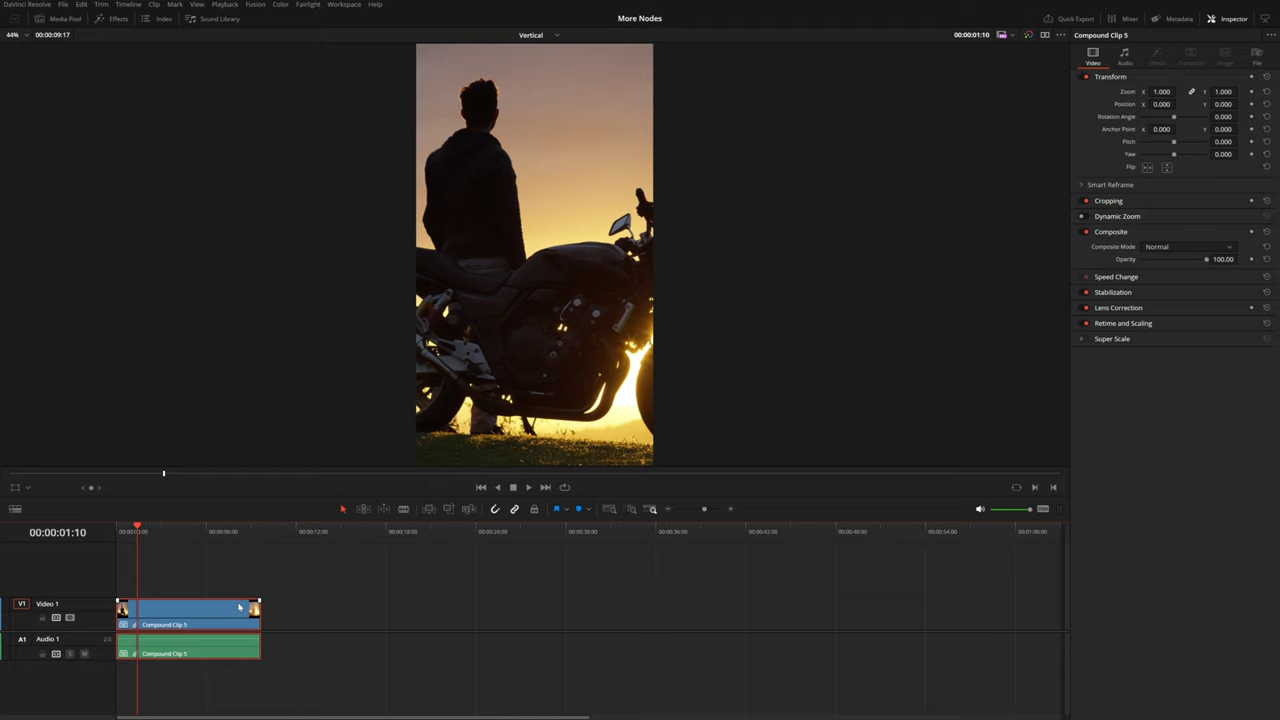 DaVinci Resolve File Edit Trim Timeline Clip Mark View Playback Fusion Color Fairlight Workspace Help
Media Pool Effects Index Sound Library More Nodes Quick Export Mixer Metadata Inspector
44% 00:00:09:17 Vertical 00:00:01:10 Compound Clip 5
Video Audio Effects Transition Image File
Transform
Zoom X 1.000 Y 1.000
Position X 0.000 Y 0.000
Rotation Angle 0.000
Anchor Point X 0.000 Y 0.000
Pitch 0.000
Yaw 0.000
Flip
Smart Reframe
Cropping
Dynamic Zoom
Composite
Composite Mode Normal
Opacity 100.00
Speed Change
Stabilization
Lens Correction
Retime and Scaling
Super Scale
00:00:01:10 00:00:06:00 00:00:12:00 00:00:18:00 00:00:24:00 00:00:30:00 00:00:36:00 00:00:42:00 00:00:48:00 00:00:54:00 00:01:00:00
V1 Video 1
Compound Clip 5
A1 Audio 1 2.0
S M Compound Clip 5